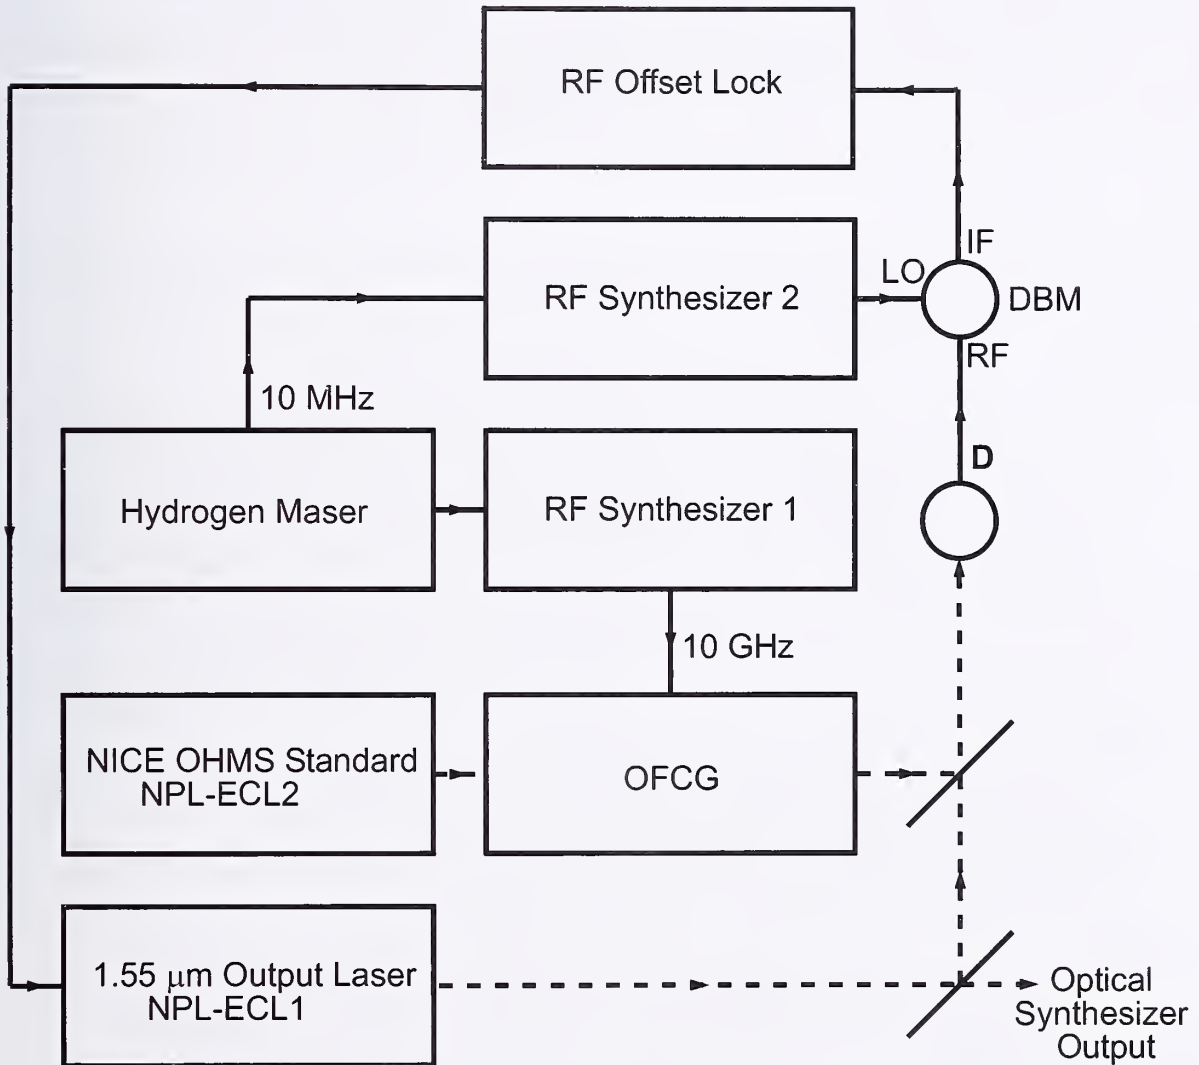 RF Offset Lock
IF
LO
RF Synthesizer 2
DBM
RF
10 MHz
D
Hydrogen Maser
RF Synthesizer 1
10 GHz
NICE OHMS Standard
NPL-ECL2
OFCG
1.55 μm Output Laser
NPL-ECL1
Optical
Synthesizer
Output